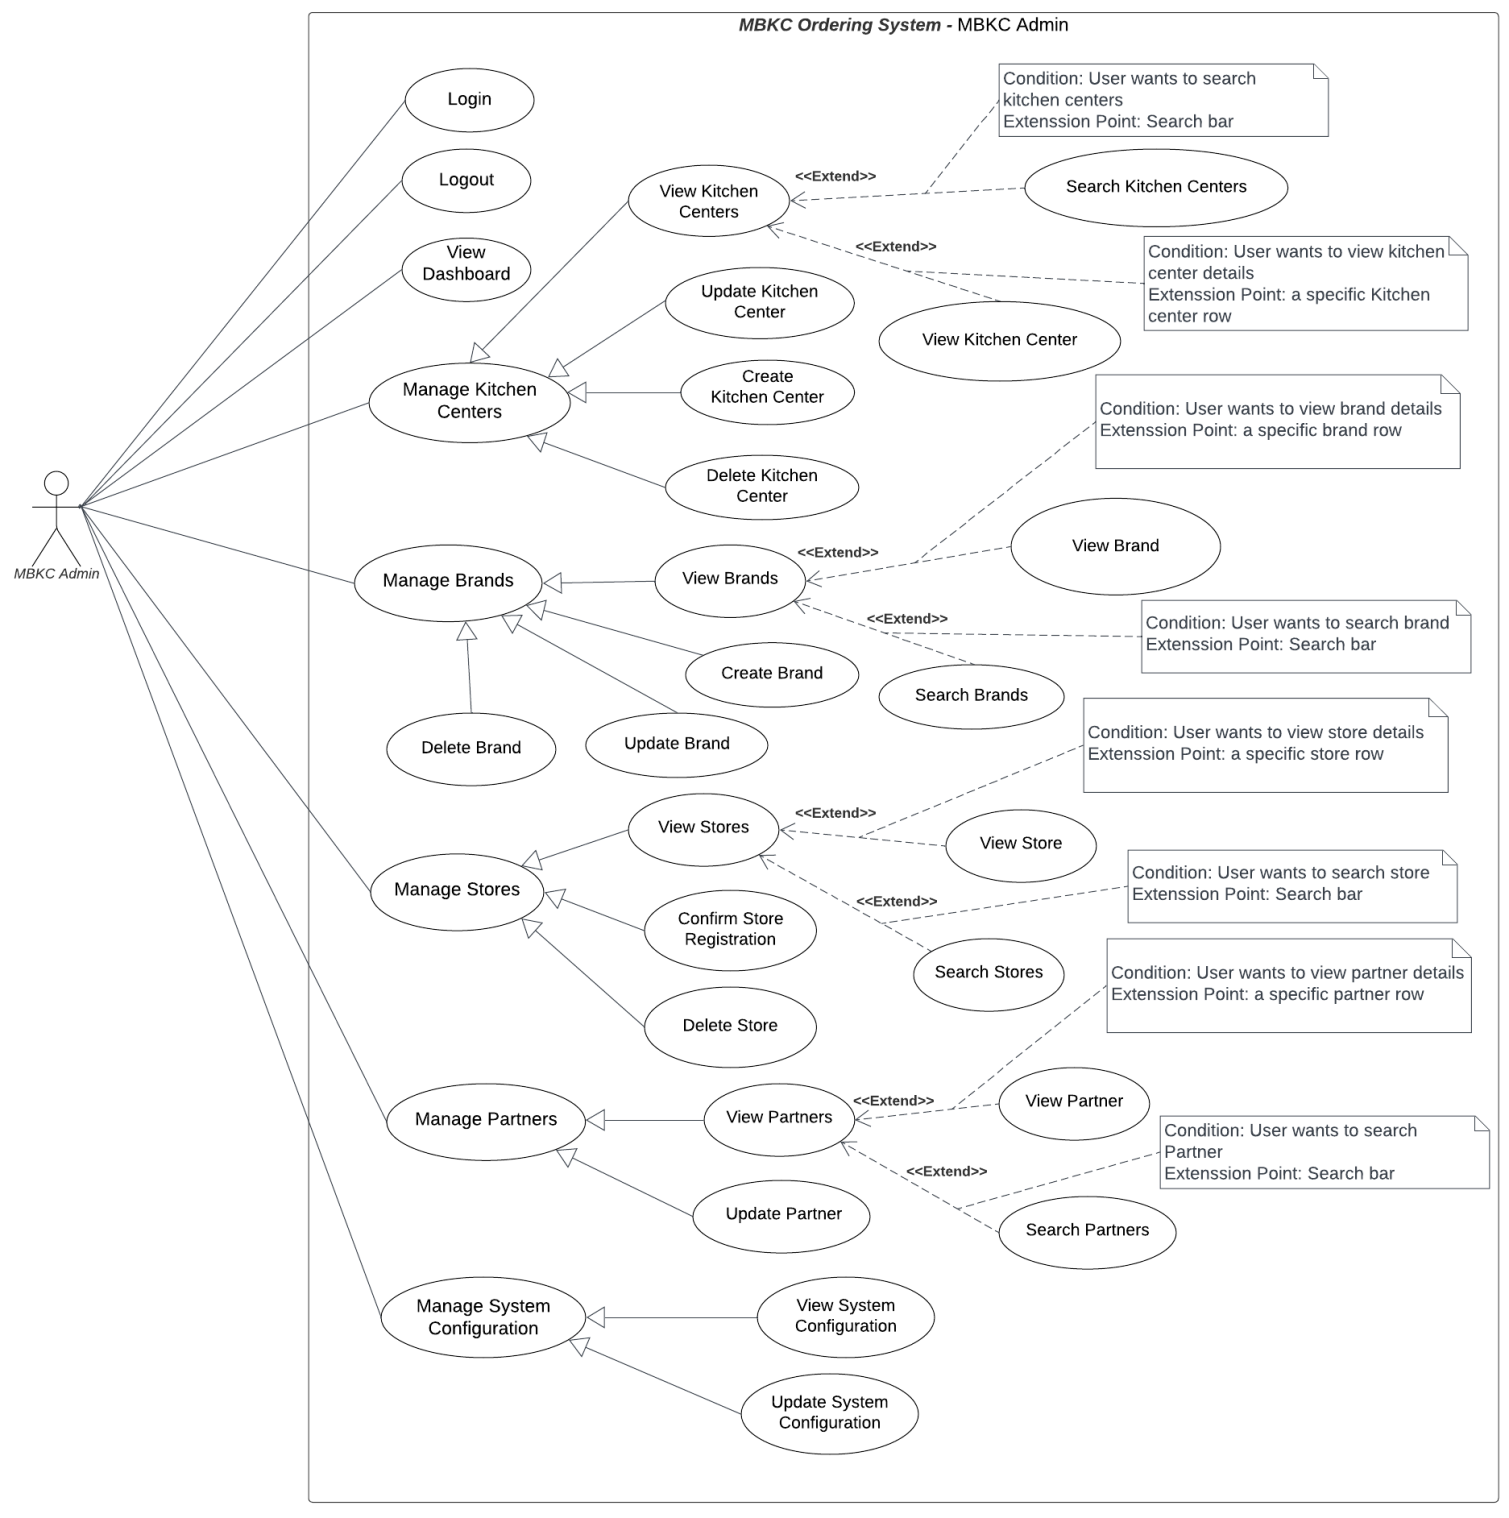 MBKC Ordering System - MBKC Admin
Login
Logout
View
Dashboard
MBKC Admin
Manage Kitchen
Centers
View Kitchen
Centers
<<Extend>>
Search Kitchen Centers
Condition: User wants to search
kitchen centers
Extenssion Point: Search bar
<<Extend>>
View Kitchen Center
Condition: User wants to view kitchen
center details
Extenssion Point: a specific Kitchen
center row
Update Kitchen
Center
Create
Kitchen Center
Delete Kitchen
Center
Manage Brands
View Brands
<<Extend>>
View Brand
Condition: User wants to view brand details
Extenssion Point: a specific brand row
<<Extend>>
Search Brands
Condition: User wants to search brand
Extenssion Point: Search bar
Create Brand
Update Brand
Delete Brand
Manage Stores
View Stores
<<Extend>>
View Store
Condition: User wants to view store details
Extenssion Point: a specific store row
<<Extend>>
Search Stores
Condition: User wants to search store
Extenssion Point: Search bar
Confirm Store
Registration
Delete Store
Manage Partners
View Partners
<<Extend>>
View Partner
Condition: User wants to view partner details
Extenssion Point: a specific partner row
<<Extend>>
Search Partners
Condition: User wants to search
Partner
Extenssion Point: Search bar
Update Partner
Manage System
Configuration
View System
Configuration
Update System
Configuration